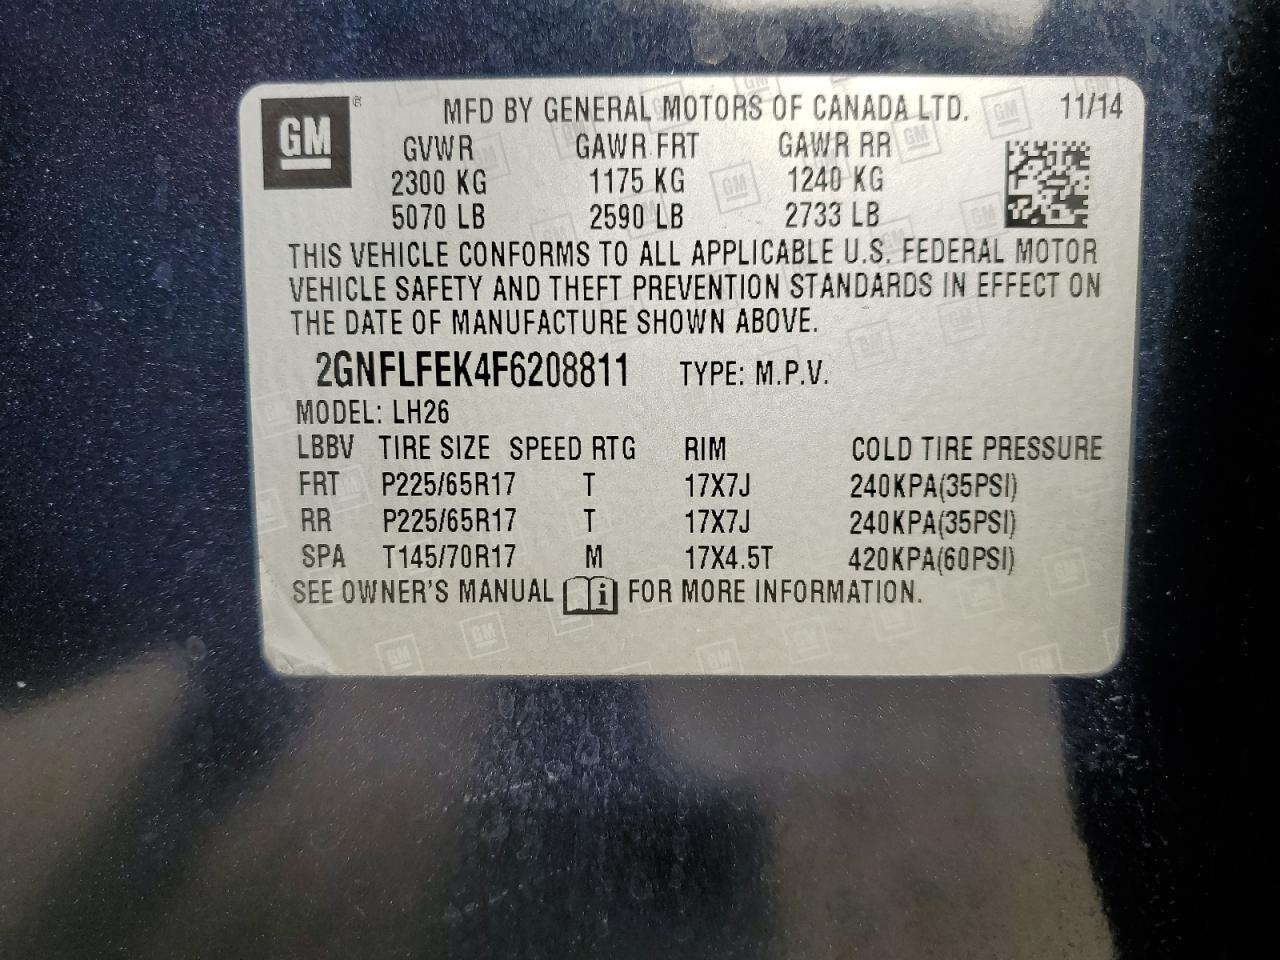 GM ® MFD BY GENERAL MOTORS OF CANADA LTD. 11/14
GVWR GAWR FRT GAWR RR
2300 KG 1175 KG 1240 KG
5070 LB 2590 LB 2733 LB
THIS VEHICLE CONFORMS TO ALL APPLICABLE U.S. FEDERAL MOTOR
VEHICLE SAFETY AND THEFT PREVENTION STANDARDS IN EFFECT ON
THE DATE OF MANUFACTURE SHOWN ABOVE.
2GNFLFEK4F6208811 TYPE: M.P.V.
MODEL: LH26
LBBV TIRE SIZE SPEED RTG RIM COLD TIRE PRESSURE
FRT P225/65R17 T 17X7J 240KPA(35PSI)
RR P225/65R17 T 17X7J 240KPA(35PSI)
SPA T145/70R17 M 17X4.5T 420KPA(60PSI)
SEE OWNER'S MANUAL i FOR MORE INFORMATION.